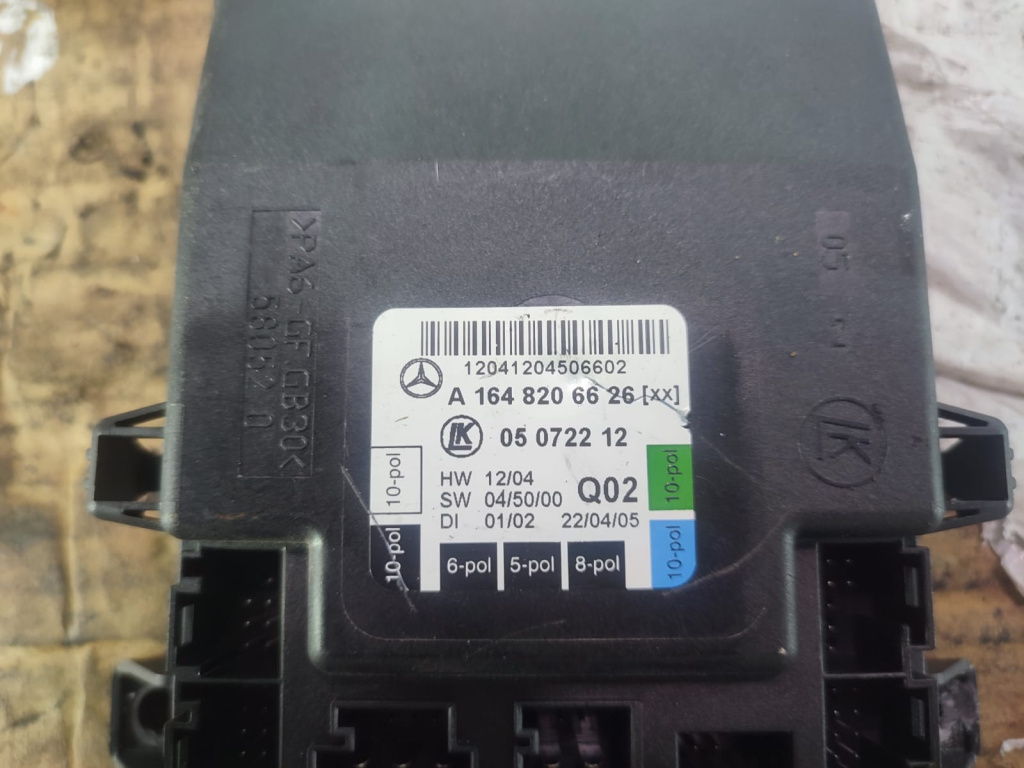 >PA6-GF GB30<
58052 0
05
LK
12041204506602
A 164 820 66 26 [xx]
LK 05 0722 12
HW 12/04
SW 04/50/00 Q02
DI 01/02 22/04/05
10-pol
10-pol
10-pol
10-pol
6-pol 5-pol 8-pol